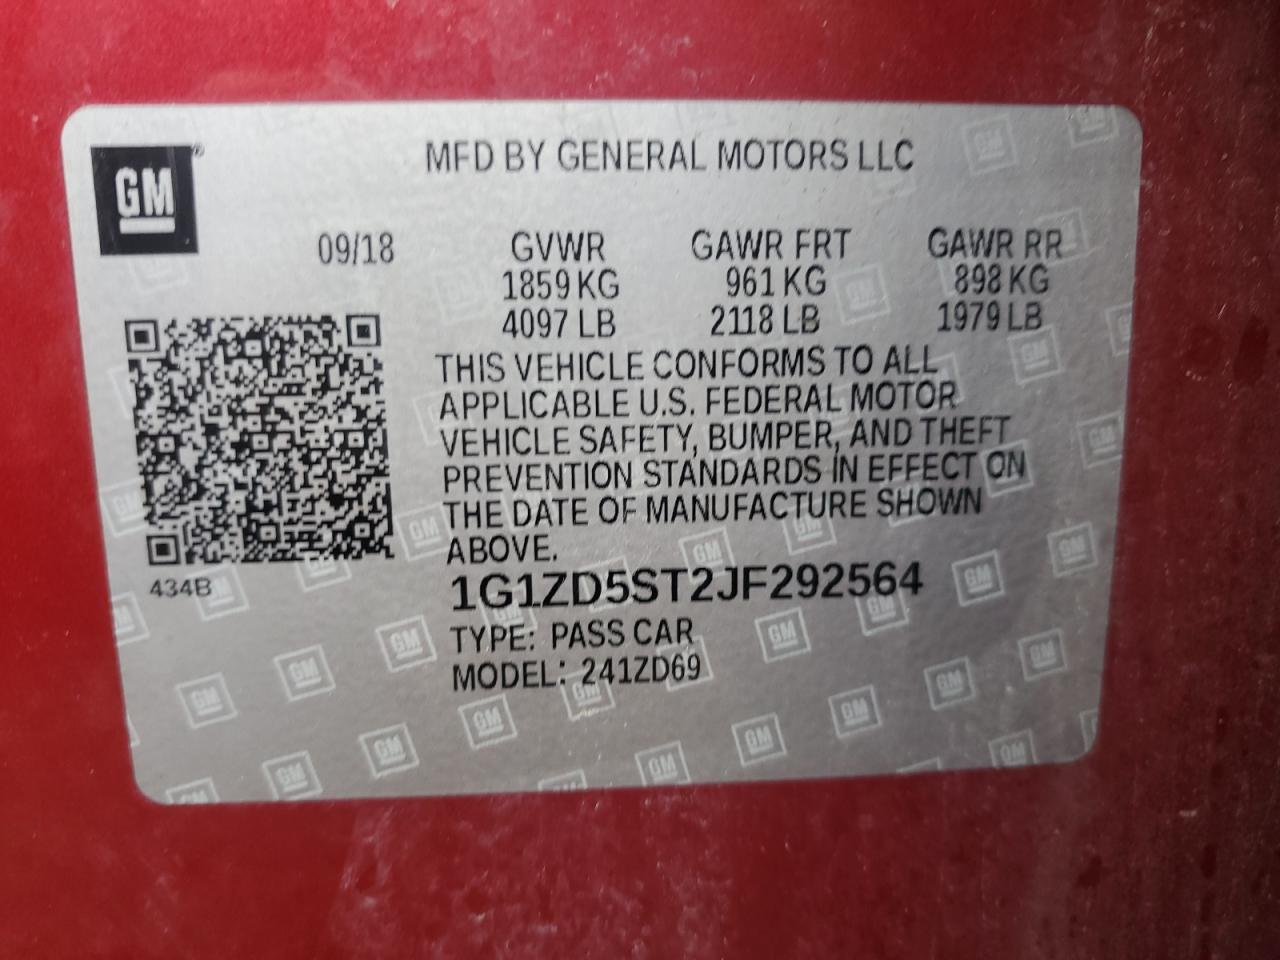 GM
MFD BY GENERAL MOTORS LLC
09/18 GVWR GAWR FRT GAWR RR
1859 KG 961 KG 898 KG
4097 LB 2118 LB 1979 LB
THIS VEHICLE CONFORMS TO ALL
APPLICABLE U.S. FEDERAL MOTOR
VEHICLE SAFETY, BUMPER, AND THEFT
PREVENTION STANDARDS IN EFFECT ON
THE DATE OF MANUFACTURE SHOWN
ABOVE.
434B
1G1ZD5ST2JF292564
TYPE: PASS CAR
MODEL: 241ZD69